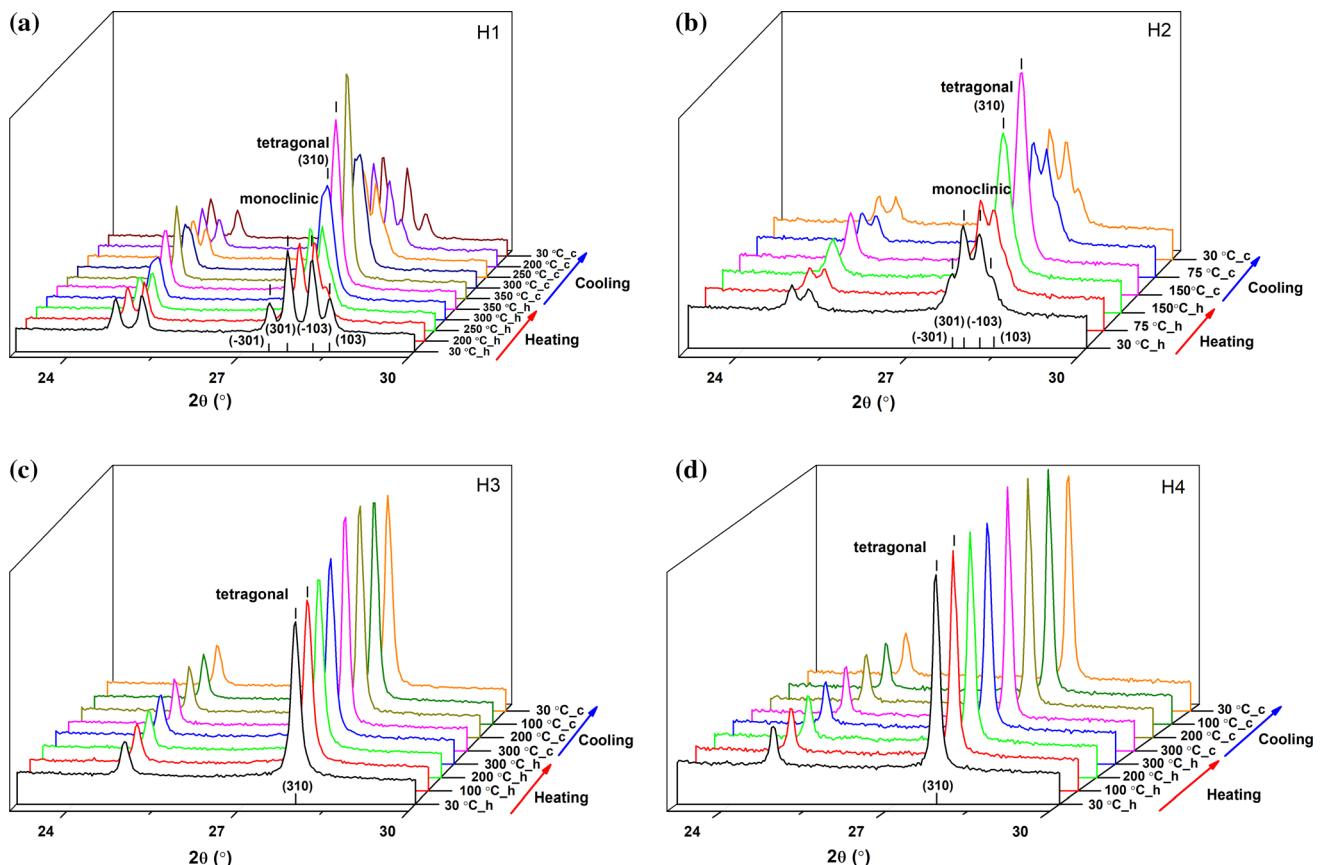 (a)
H1
tetragonal
(310)
monoclinic
(301)
(-103)
(-301)
(103)
30 °C_c
200 °C_c
250 °C_c
300 °C_c
350 °C_c
350 °C_h
300 °C_h
250 °C_h
200 °C_h
30 °C_h
Cooling
Heating
24
27
30
2θ (°)
(b)
H2
tetragonal
(310)
monoclinic
(301)
(-103)
(-301)
(103)
30 °C_c
75 °C_c
150°C_c
150°C_h
75 °C_h
30 °C_h
Cooling
Heating
24
27
30
2θ (°)
(c)
H3
tetragonal
(310)
30 °C_c
100 °C_c
200 °C_c
300 °C_c
300 °C_h
200 °C_h
100 °C_h
30 °C_h
Cooling
Heating
24
27
30
2θ (°)
(d)
H4
tetragonal
(310)
30 °C_c
100 °C_c
200 °C_c
300 °C_c
300 °C_h
200 °C_h
100 °C_h
30 °C_h
Cooling
Heating
24
27
30
2θ (°)